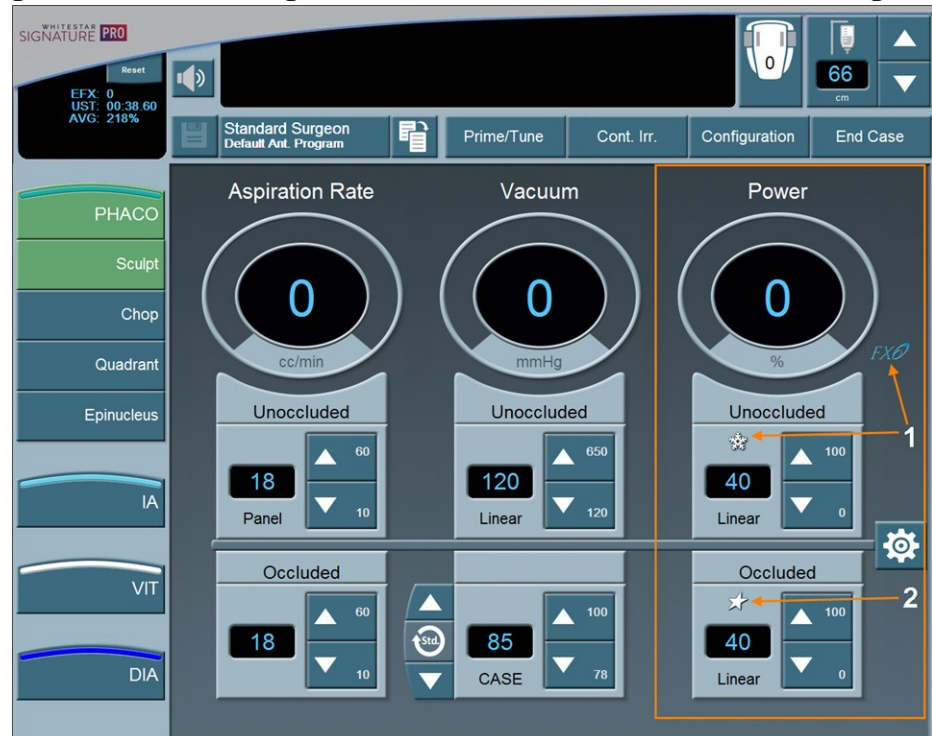 WHITESTAR
SIGNATURE PRO
Reset
EFX: 0
UST: 00:38.60
AVG: 218%
0
66
cm
Standard Surgeon
Default Ant. Program
Prime/Tune
Cont. Irr.
Configuration
End Case
PHACO
Sculpt
Chop
Quadrant
Epinucleus
IA
VIT
DIA
Aspiration Rate
0
cc/min
Unoccluded
60
18
Panel
10
Occluded
60
18
10
Vacuum
0
mmHg
Unoccluded
650
120
Linear
120
Std.
100
85
CASE
78
Power
0
%
FX
Unoccluded
1
100
40
Linear
0
Occluded
2
100
40
Linear
0